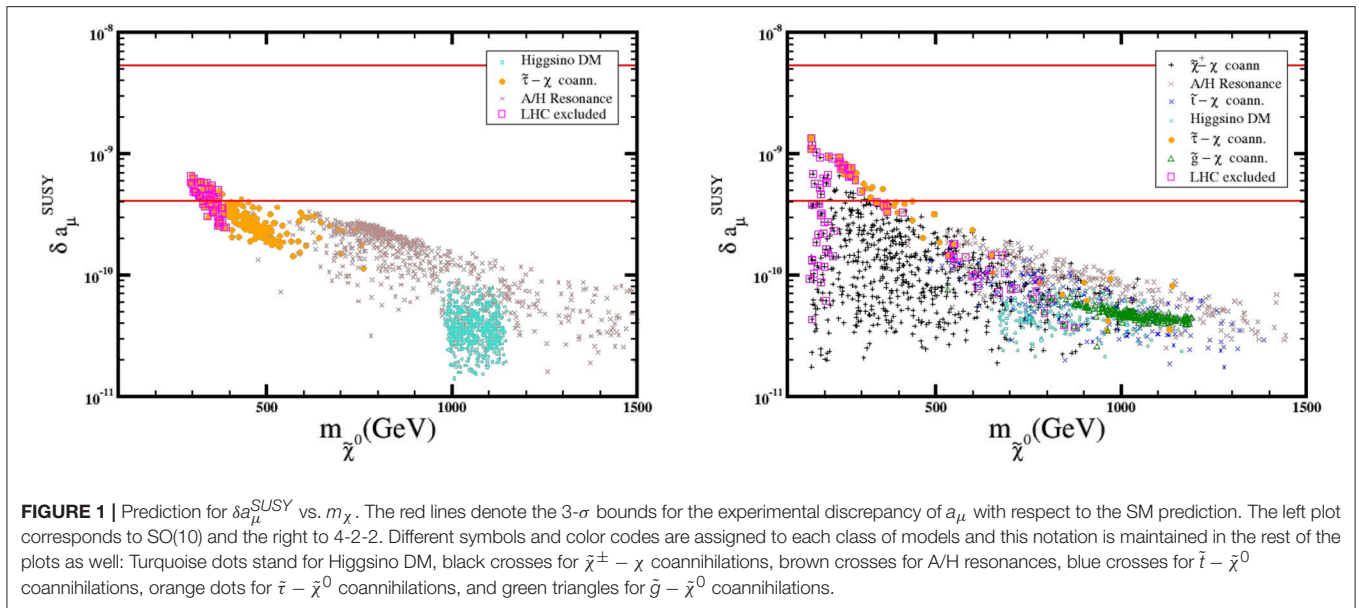 10⁻⁸
10⁻⁹
10⁻¹⁰
10⁻¹¹
δ a_μ^SUSY
500
1000
1500
m_χ̃⁰(GeV)
Higgsino DM
τ̃ − χ coann.
A/H Resonance
LHC excluded
10⁻⁸
10⁻⁹
10⁻¹⁰
10⁻¹¹
δ a_μ^SUSY
500
1000
1500
m_χ̃⁰(GeV)
χ̃⁺− χ coann
A/H Resonance
t̃ − χ coann.
Higgsino DM
τ̃ − χ coann.
g̃ − χ coann.
LHC excluded
FIGURE 1 | Prediction for δa_μ^SUSY vs. m_χ. The red lines denote the 3-σ bounds for the experimental discrepancy of a_μ with respect to the SM prediction. The left plot
corresponds to SO(10) and the right to 4-2-2. Different symbols and color codes are assigned to each class of models and this notation is maintained in the rest of the
plots as well: Turquoise dots stand for Higgsino DM, black crosses for χ̃± − χ coannihilations, brown crosses for A/H resonances, blue crosses for t̃ − χ̃⁰
coannihilations, orange dots for τ̃ − χ̃⁰ coannihilations, and green triangles for g̃ − χ̃⁰ coannihilations.